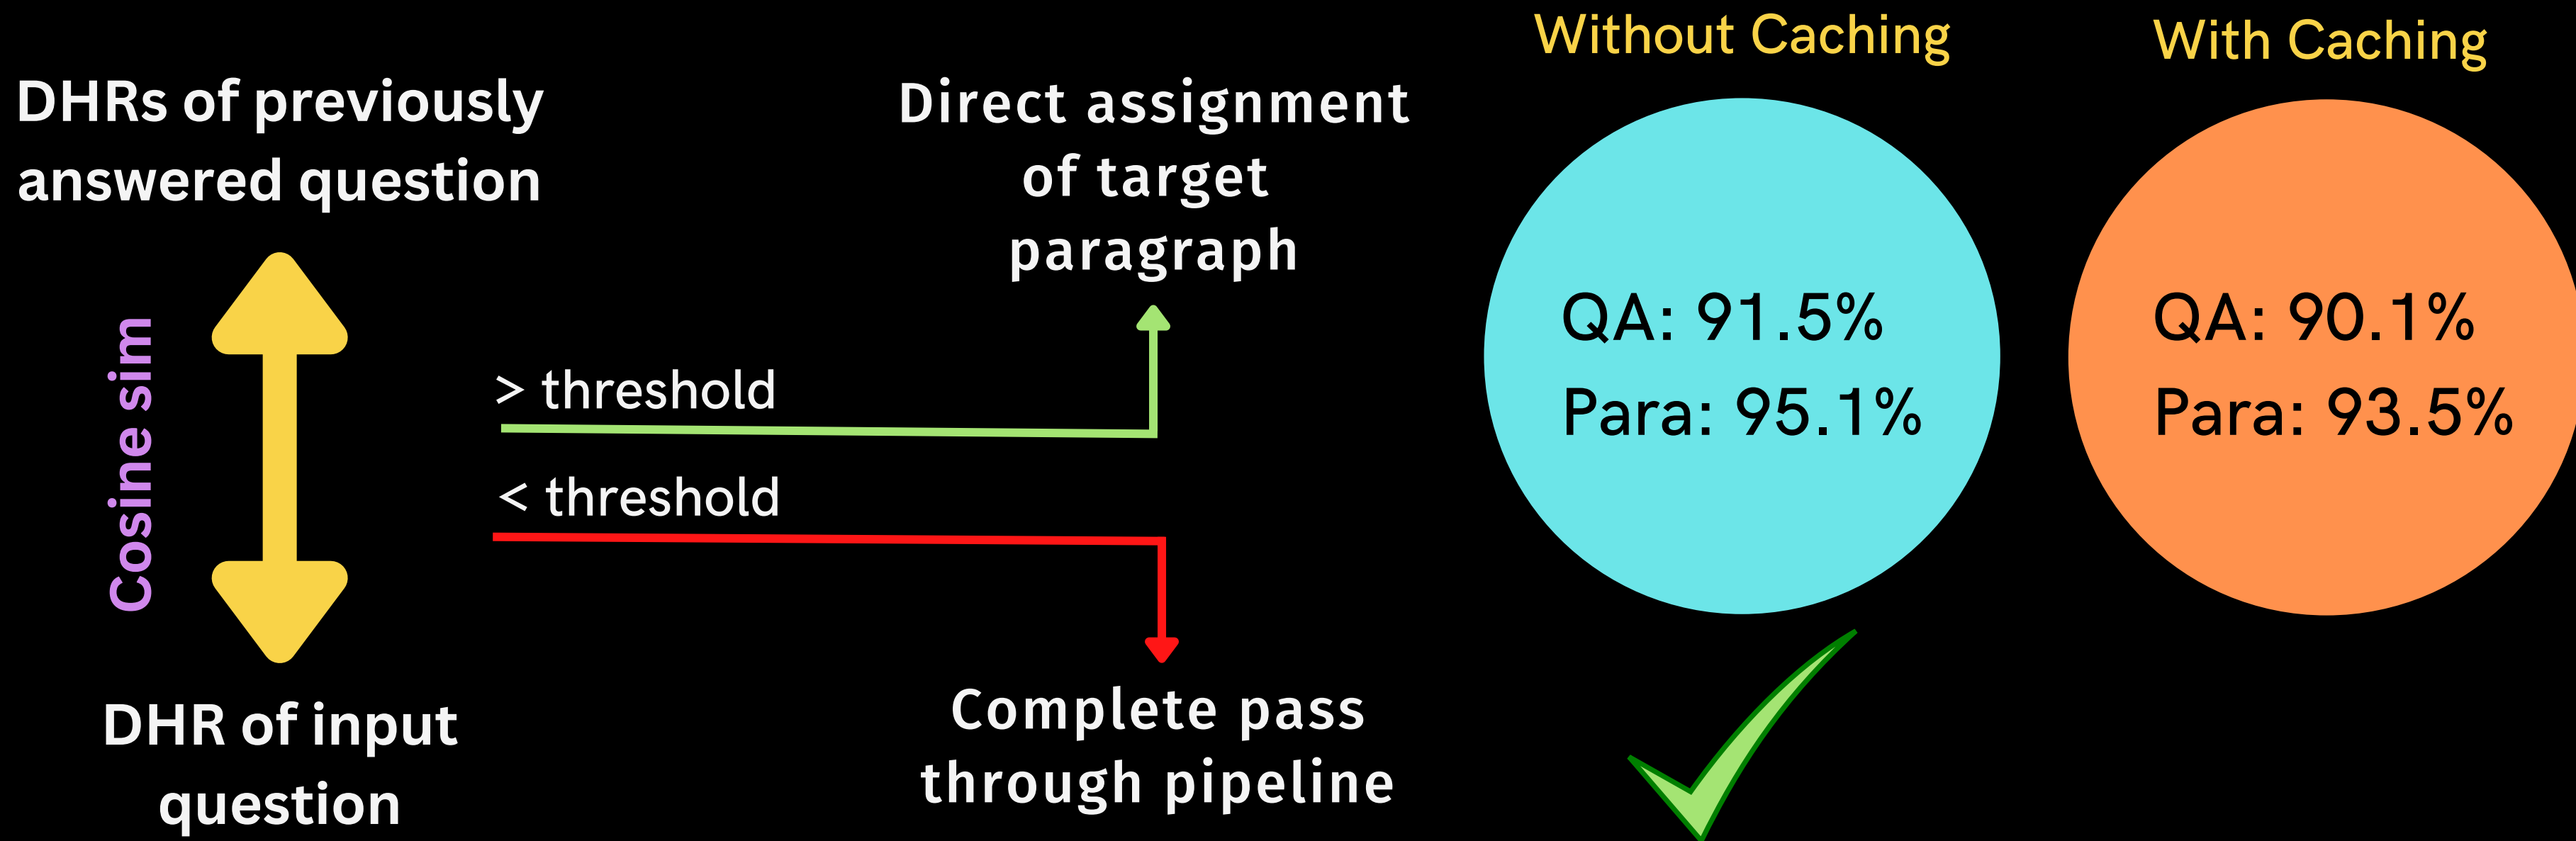 DHRs of previously
answered question
Cosine sim
DHR of input
question
> threshold
< threshold
Direct assignment
of target
paragraph
Complete pass
through pipeline
Without Caching
QA: 91.5%
Para: 95.1%
With Caching
QA: 90.1%
Para: 93.5%